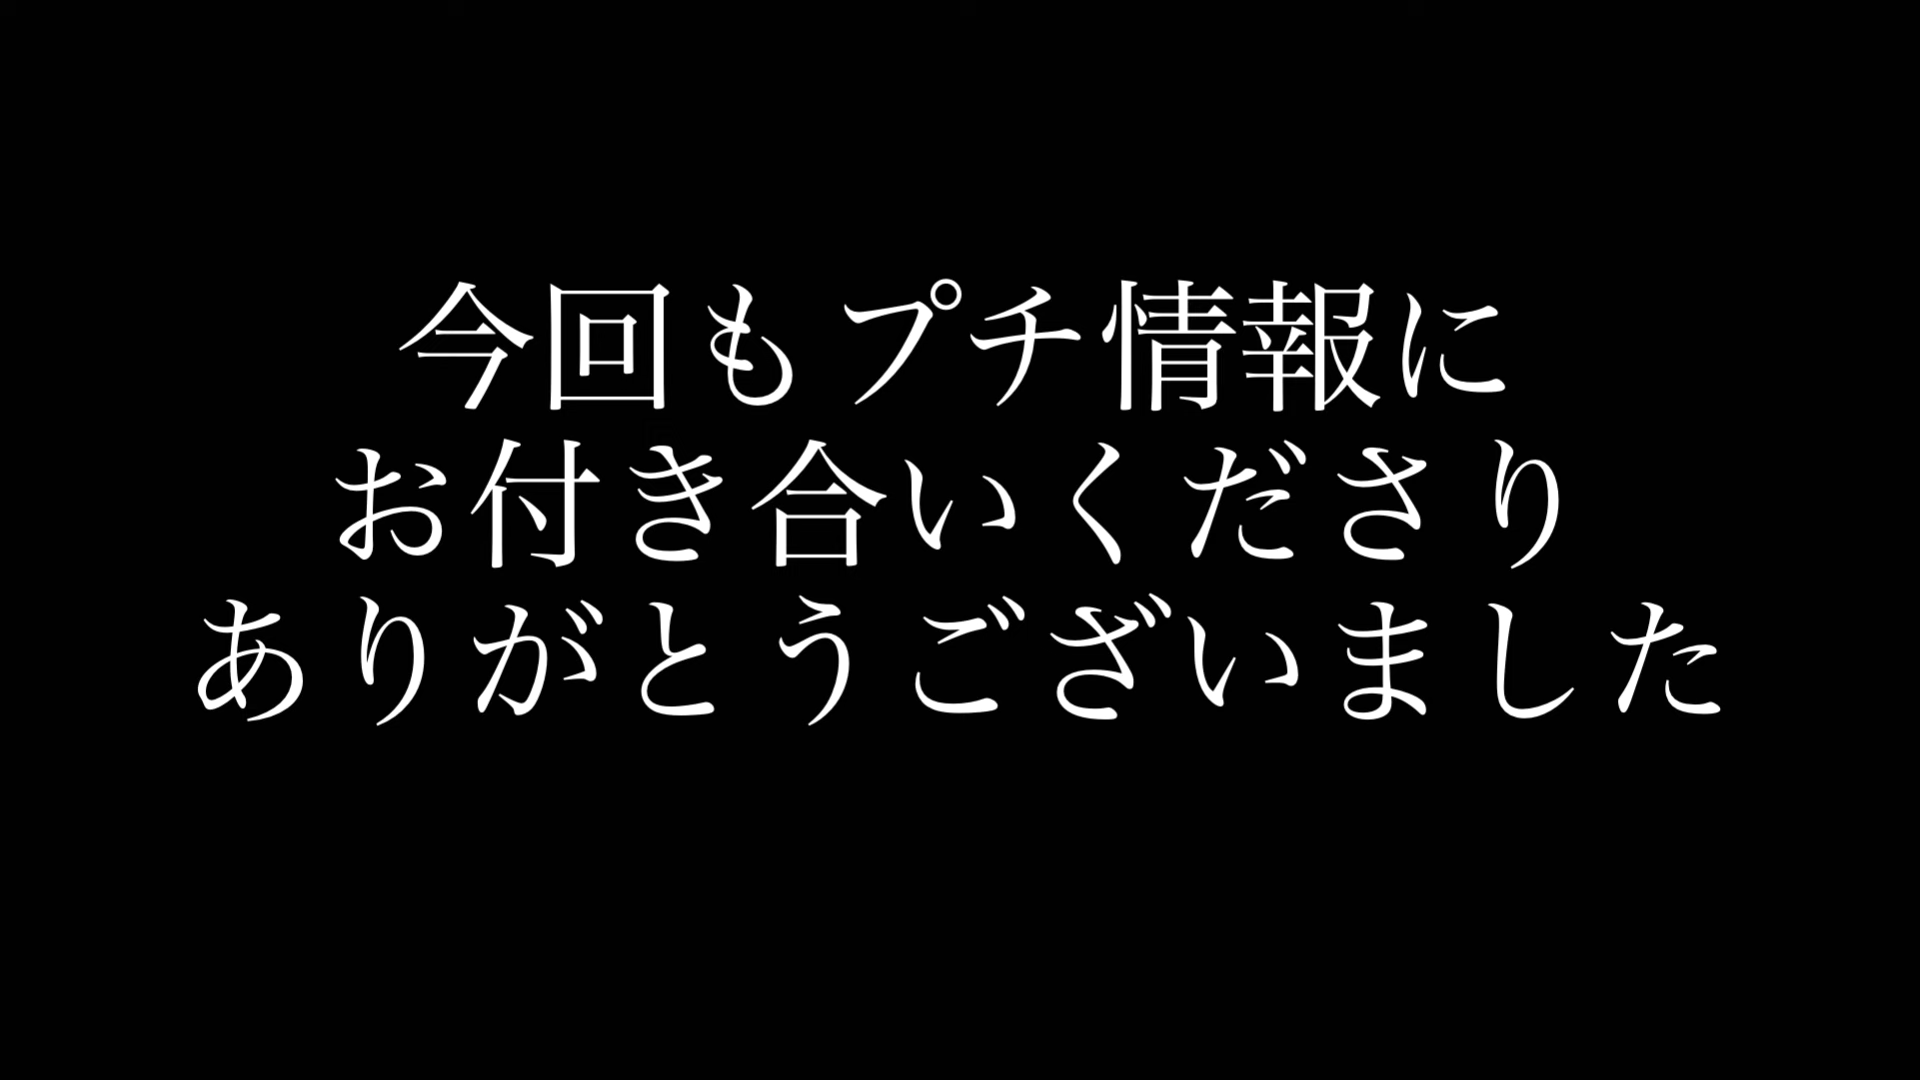 今回もプチ情報に
お付き合いくださり
ありがとうございました